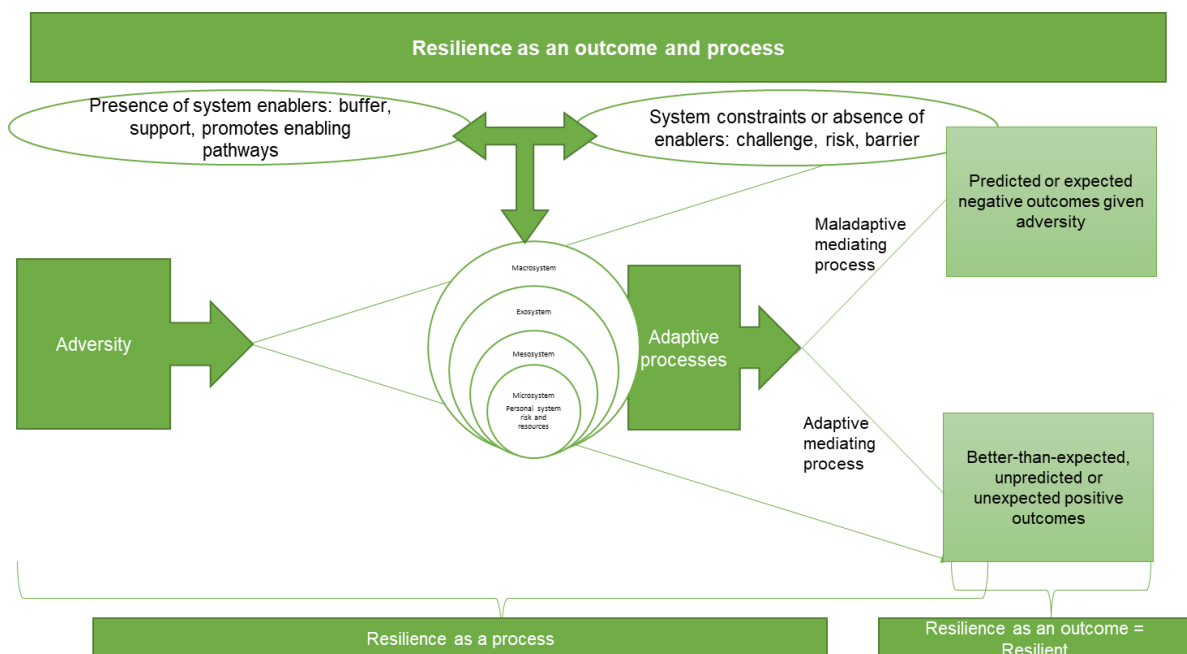 Resilience as an outcome and process
Presence of system enablers: buffer,
support, promotes enabling
pathways
System constraints or absence of
enablers: challenge, risk, barrier
Predicted or expected
negative outcomes given
adversity
Maladaptive
mediating
process
Macrosystem
Exosystem
Adversity
Adaptive
processes
Mesosystem
Microsystem
Personal system
risk and
resources
Adaptive
mediating
process
Better-than-expected,
unpredicted or
unexpected positive
outcomes
Resilience as a process
Resilience as an outcome =
Resilient